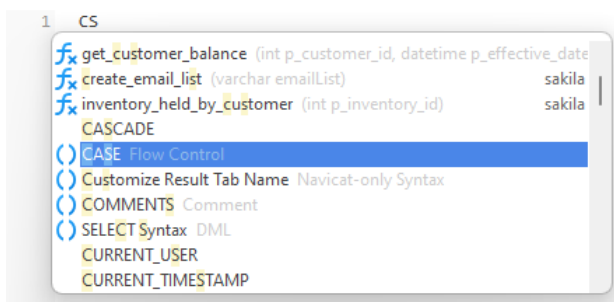 1 CS
get_customer_balance (int p_customer_id, datetime p_effective_date
create_email_list (varchar emailList) sakila
inventory_held_by_customer (int p_inventory_id) sakila
CASCADE
() CASE Flow Control
() Customize Result Tab Name Navicat-only Syntax
() COMMENTS Comment
() SELECT Syntax DML
CURRENT_USER
CURRENT_TIMESTAMP